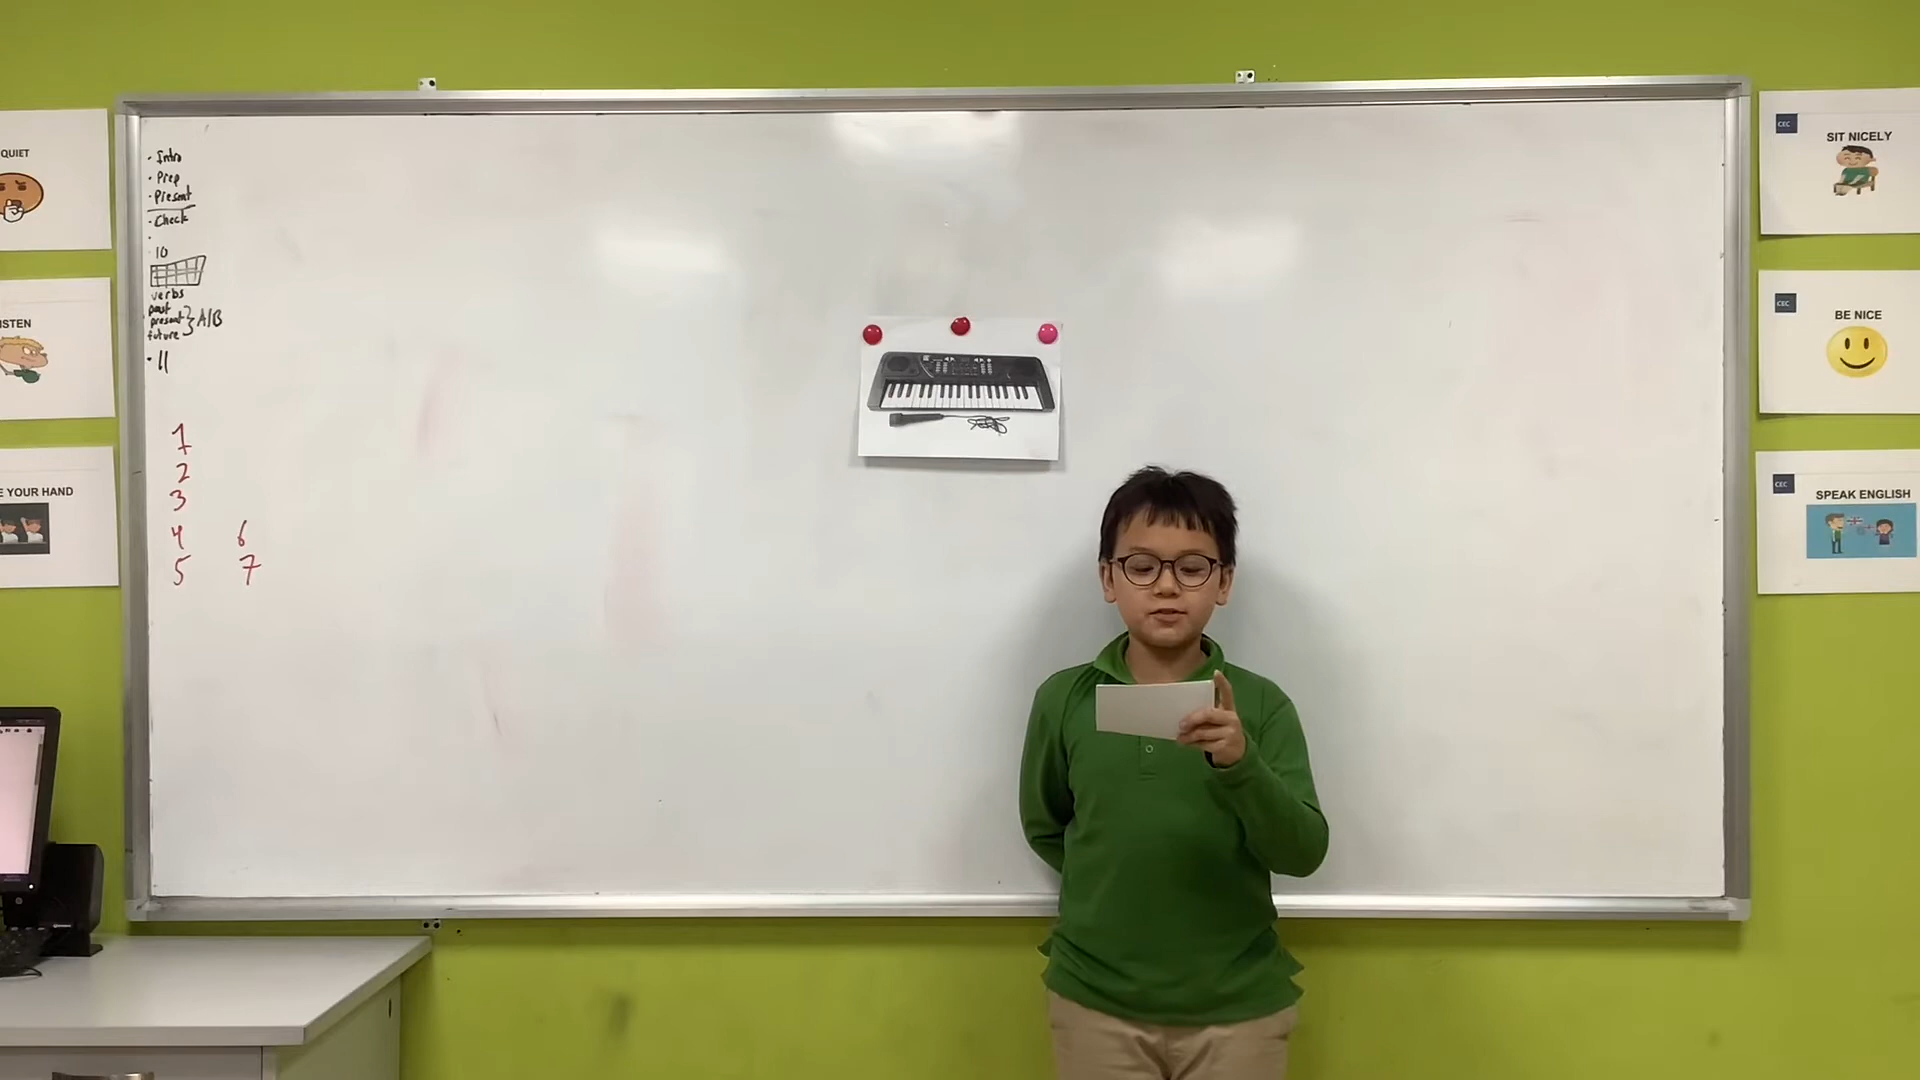 QUIET
ISTEN
E YOUR HAND
· Intro
· Prep
· Present
· Check
·
10
verbs
past
present } A/B
future
· 11
1
2
3
4 6
5 7
CEC
SIT NICELY
CEC
BE NICE
CEC
SPEAK ENGLISH